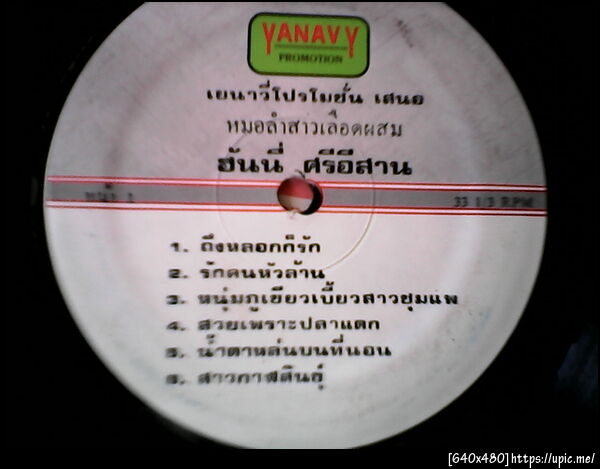 YANAVY
PROMOTION
เยนาวี่โปรโมชั่น เสนอ
หมอลำสาวเลือดผสม
ฮันนี่ ศรีอีสาน
หน้า 1
33 1/3 R.P.M
1. ถึงหลอกก็รัก
2. รักคนหัวล้าน
3. หนุ่มภูเขียวเบี้ยวสาวชุมแพ
4. สวยเพราะปลาแดก
5. น้ำตาหล่นบนที่นอน
6. สาวกาฬสินธุ์
[640x480]https://upic.me/